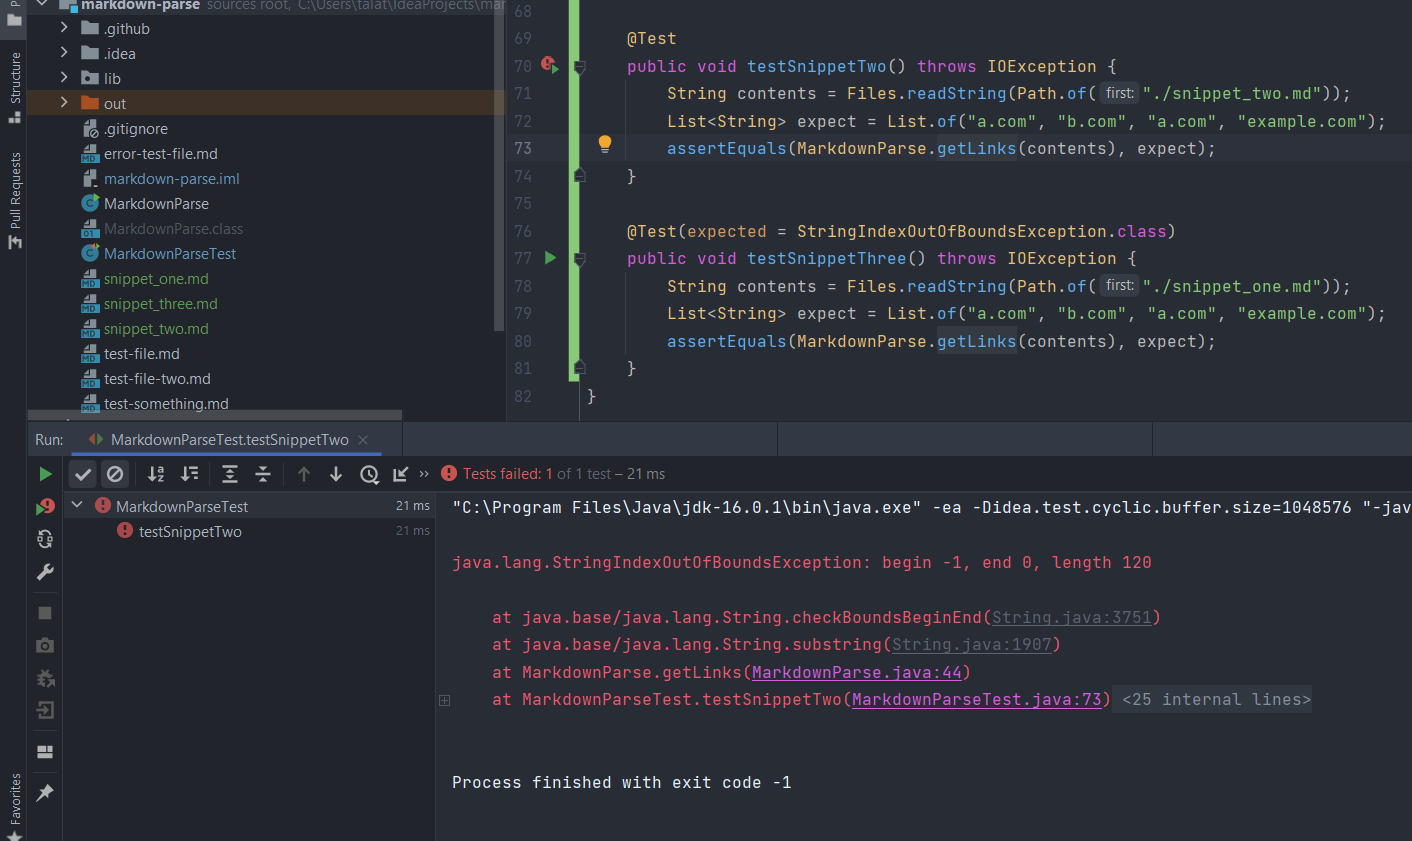 markdown-parse sources root, C:\Users\talat\IdeaProjects\mar
.github
.idea
lib
out
.gitignore
error-test-file.md
markdown-parse.iml
MarkdownParse
MarkdownParse.class
MarkdownParseTest
snippet_one.md
snippet_three.md
snippet_two.md
test-file.md
test-file-two.md
test-something.md
Structure
Pull Requests
Favorites
68
69 @Test
70 public void testSnippetTwo() throws IOException {
71 String contents = Files.readString(Path.of( first: "./snippet_two.md"));
72 List<String> expect = List.of("a.com", "b.com", "a.com", "example.com");
73 assertEquals(MarkdownParse.getLinks(contents), expect);
74 }
75
76 @Test(expected = StringIndexOutOfBoundsException.class)
77 public void testSnippetThree() throws IOException {
78 String contents = Files.readString(Path.of( first: "./snippet_one.md"));
79 List<String> expect = List.of("a.com", "b.com", "a.com", "example.com");
80 assertEquals(MarkdownParse.getLinks(contents), expect);
81 }
82 }
Run: MarkdownParseTest.testSnippetTwo
Tests failed: 1 of 1 test – 21 ms
MarkdownParseTest 21 ms
testSnippetTwo 21 ms
"C:\Program Files\Java\jdk-16.0.1\bin\java.exe" -ea -Didea.test.cyclic.buffer.size=1048576 "-jav
java.lang.StringIndexOutOfBoundsException: begin -1, end 0, length 120
at java.base/java.lang.String.checkBoundsBeginEnd(String.java:3751)
at java.base/java.lang.String.substring(String.java:1907)
at MarkdownParse.getLinks(MarkdownParse.java:44)
at MarkdownParseTest.testSnippetTwo(MarkdownParseTest.java:73) <25 internal lines>
Process finished with exit code -1